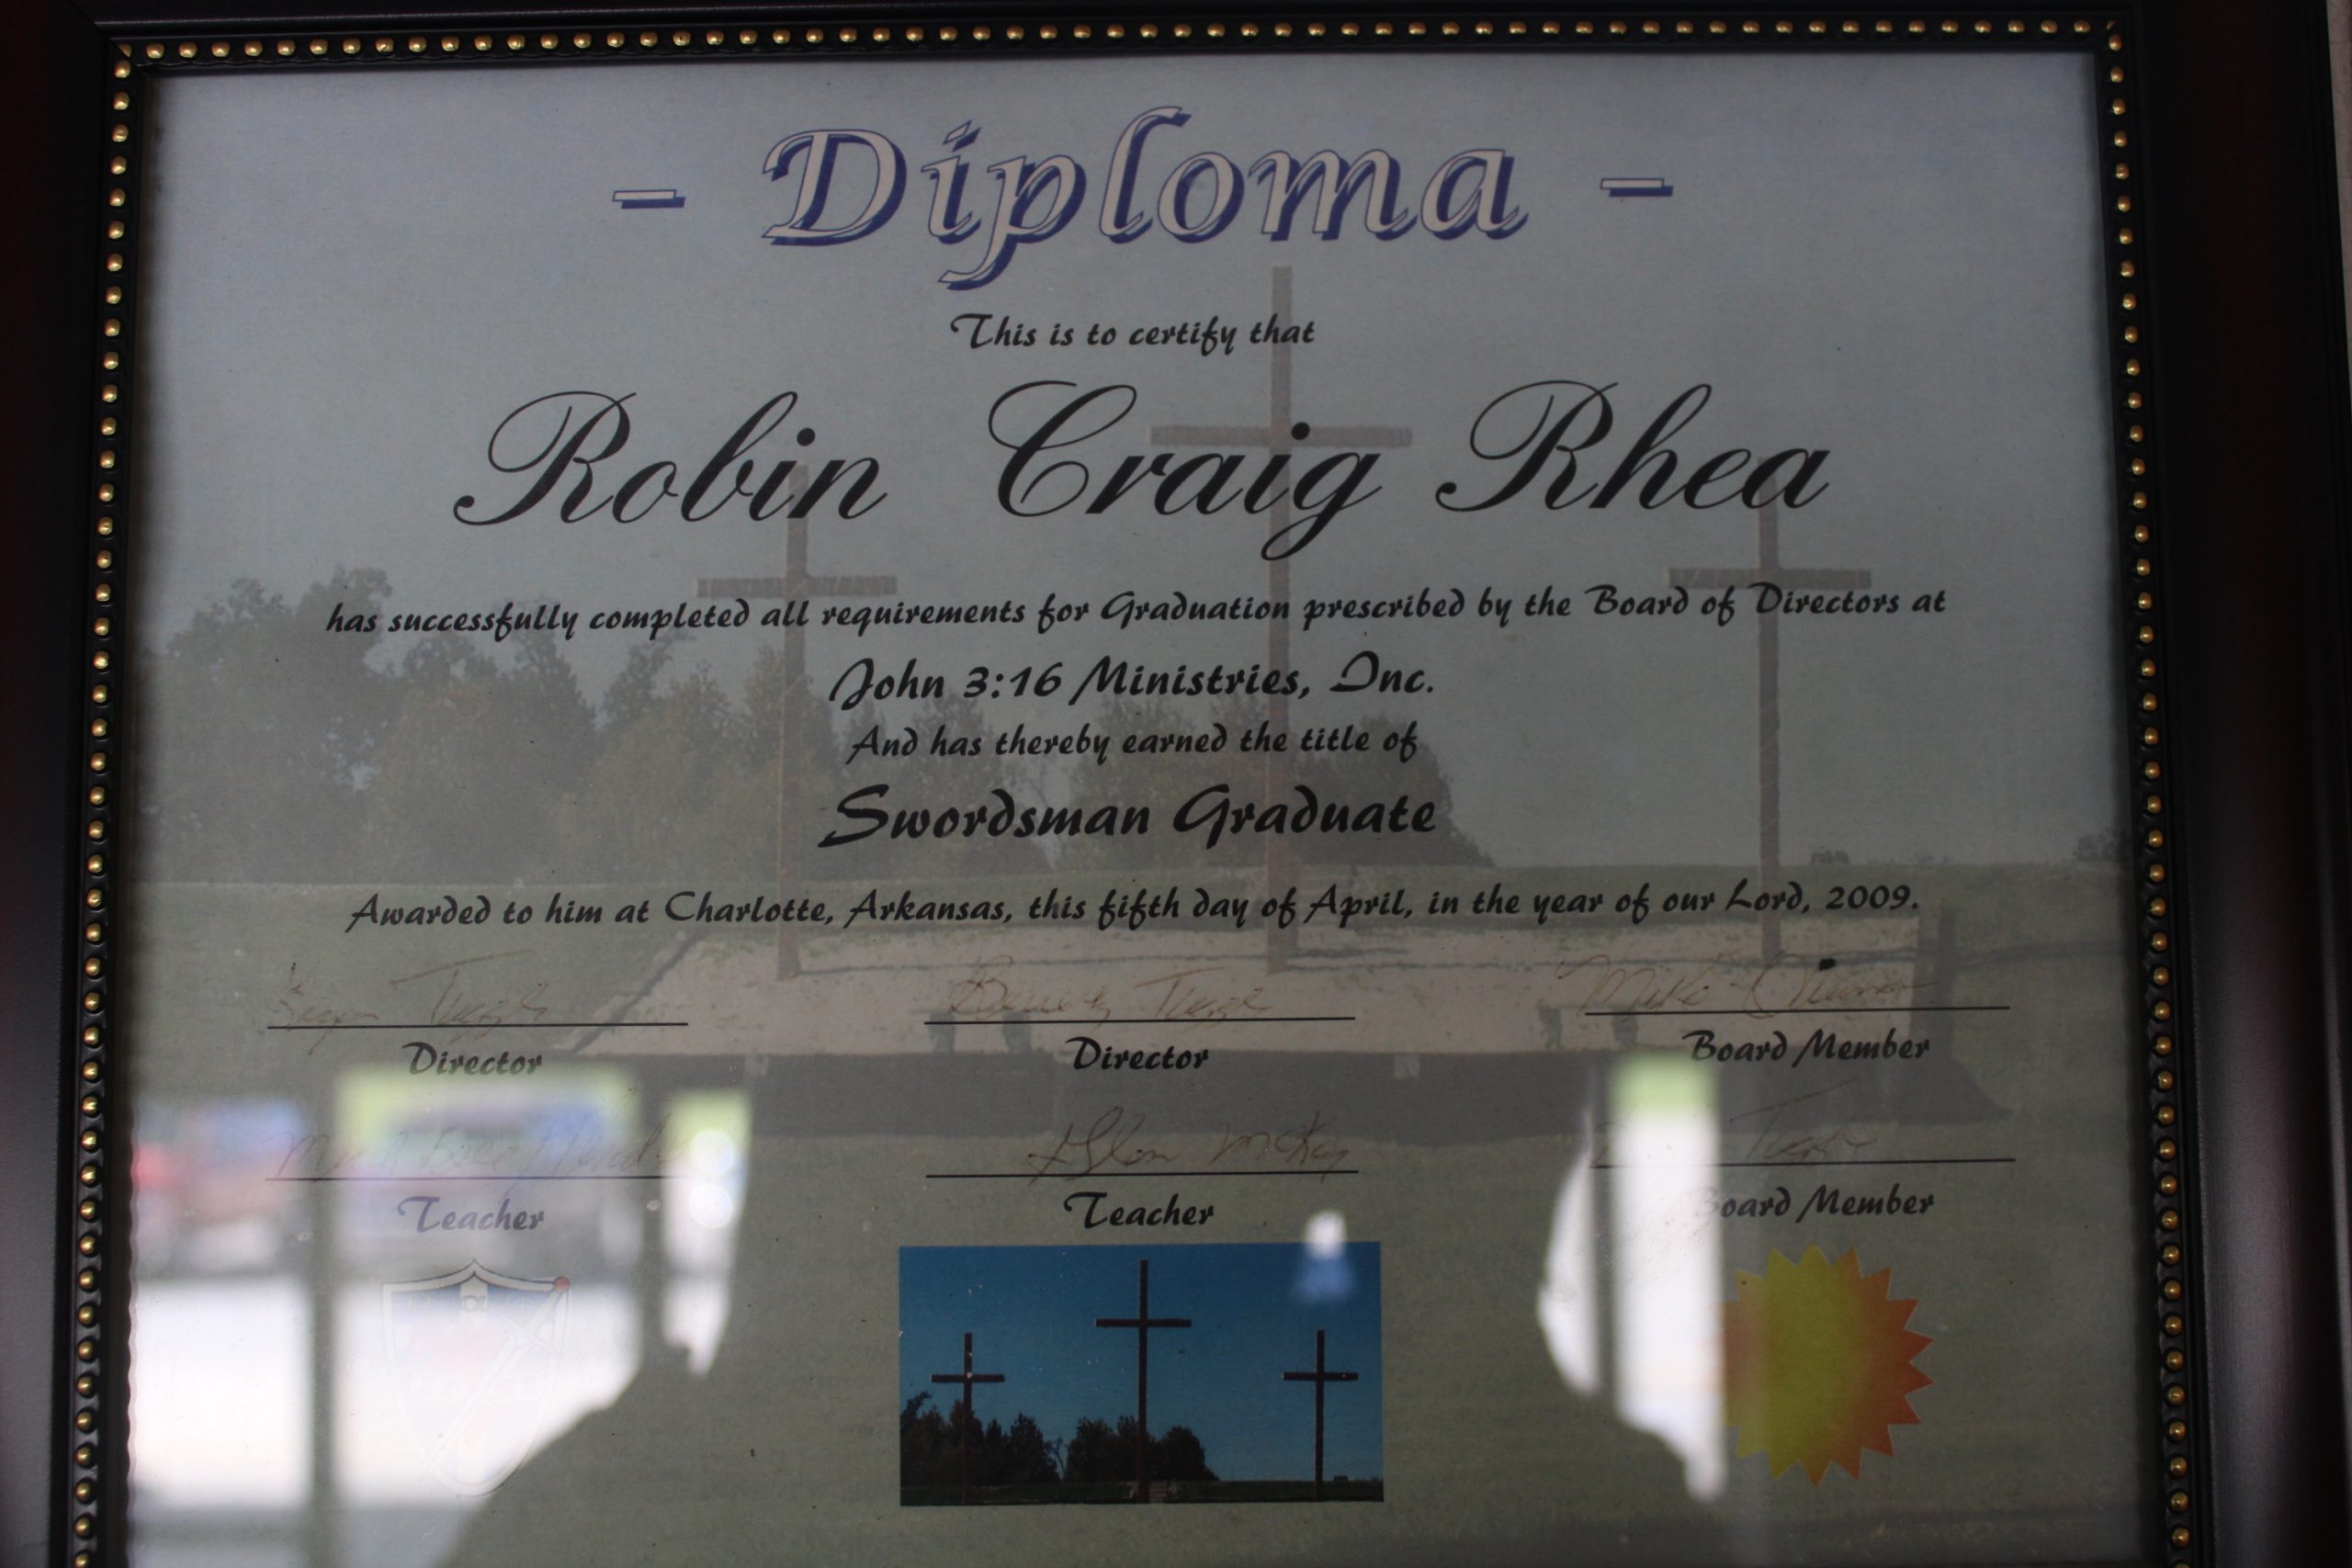 - Diploma -
This is to certify that
Robin Craig Rhea
has successfully completed all requirements for Graduation prescribed by the Board of Directors at
John 3:16 Ministries, Inc.
And has thereby earned the title of
Swordsman Graduate
Awarded to him at Charlotte, Arkansas, this fifth day of April, in the year of our Lord, 2009.
Mike
Director Director Board Member
Teacher Teacher Board Member